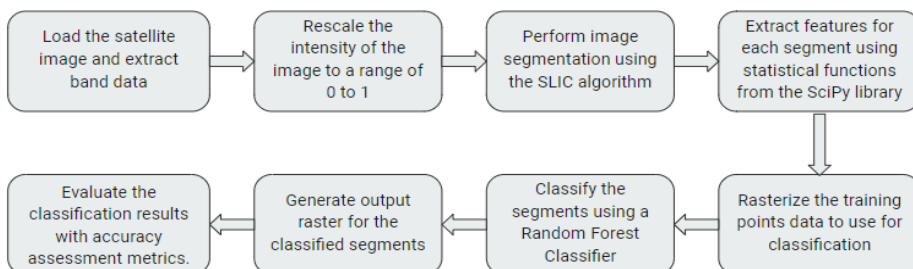 Load the satellite
image and extract
band data
Rescale the
intensity of the
image to a range of
0 to 1
Perform image
segmentation using
the SLIC algorithm
Extract features for
each segment using
statistical functions
from the SciPy library
Rasterize the training
points data to use for
classification
Classify the
segments using a
Random Forest
Classifier
Generate output
raster for the
classified segments
Evaluate the
classification results
with accuracy
assessment metrics.